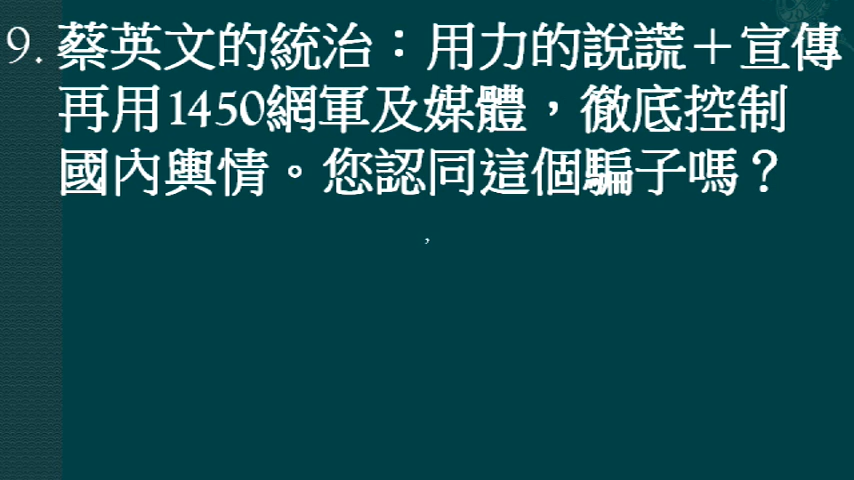 9. 蔡英文的統治：用力的說謊＋宣傳
再用1450網軍及媒體，徹底控制
國內輿情。您認同這個騙子嗎？
,